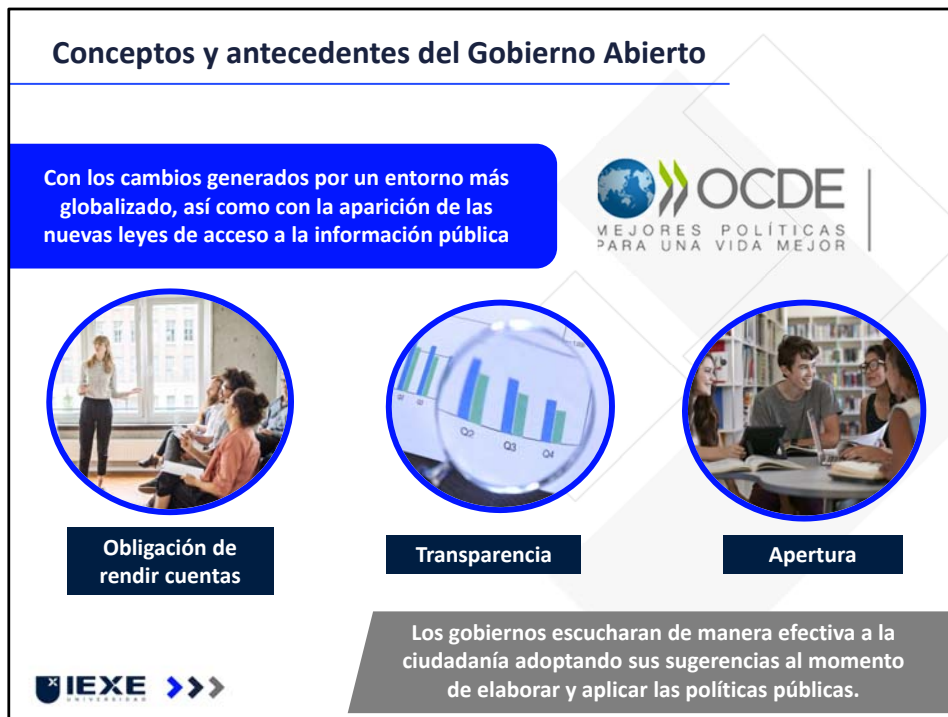 Conceptos y antecedentes del Gobierno Abierto
Con los cambios generados por un entorno más
globalizado, así como con la aparición de las
nuevas leyes de acceso a la información pública
OCDE
MEJORES POLÍTICAS
PARA UNA VIDA MEJOR
Q2
Q3
Q4
Obligación de
rendir cuentas
Transparencia
Apertura
Los gobiernos escucharan de manera efectiva a la
ciudadanía adoptando sus sugerencias al momento
de elaborar y aplicar las políticas públicas.
IEXE
UNIVERSIDAD